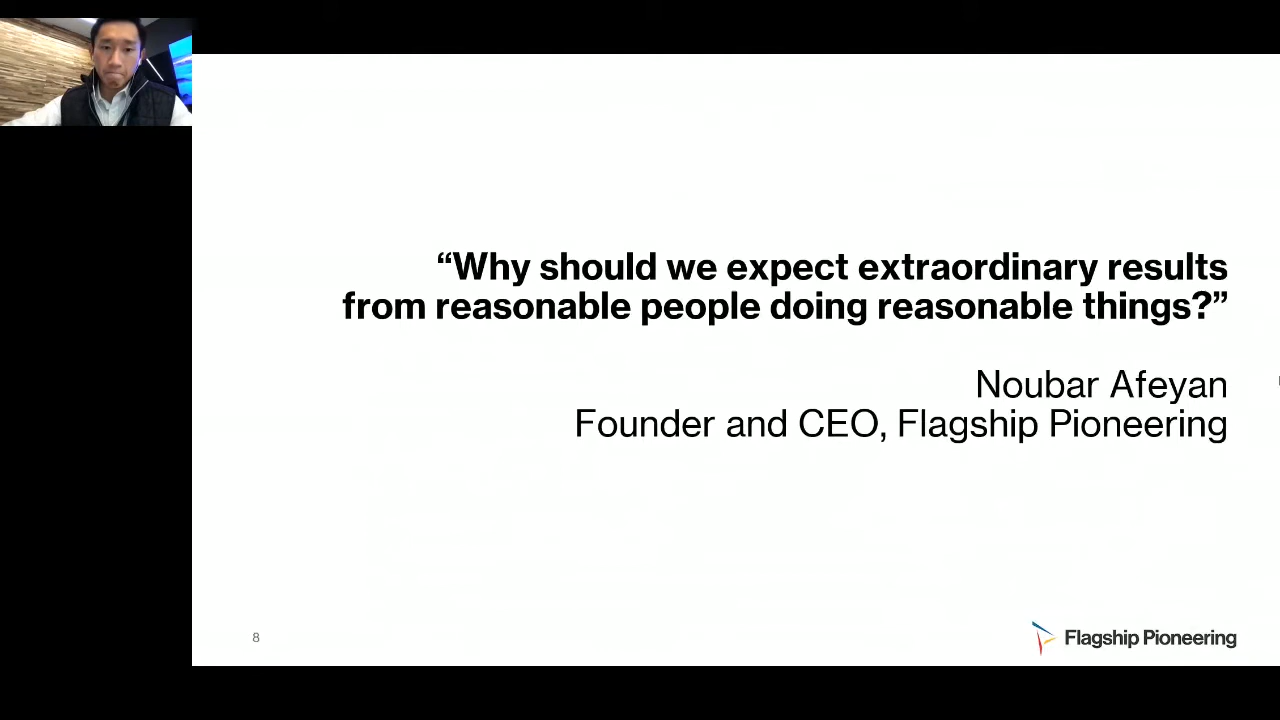 “Why should we expect extraordinary results
from reasonable people doing reasonable things?”
Noubar Afeyan
Founder and CEO, Flagship Pioneering
8
Flagship Pioneering